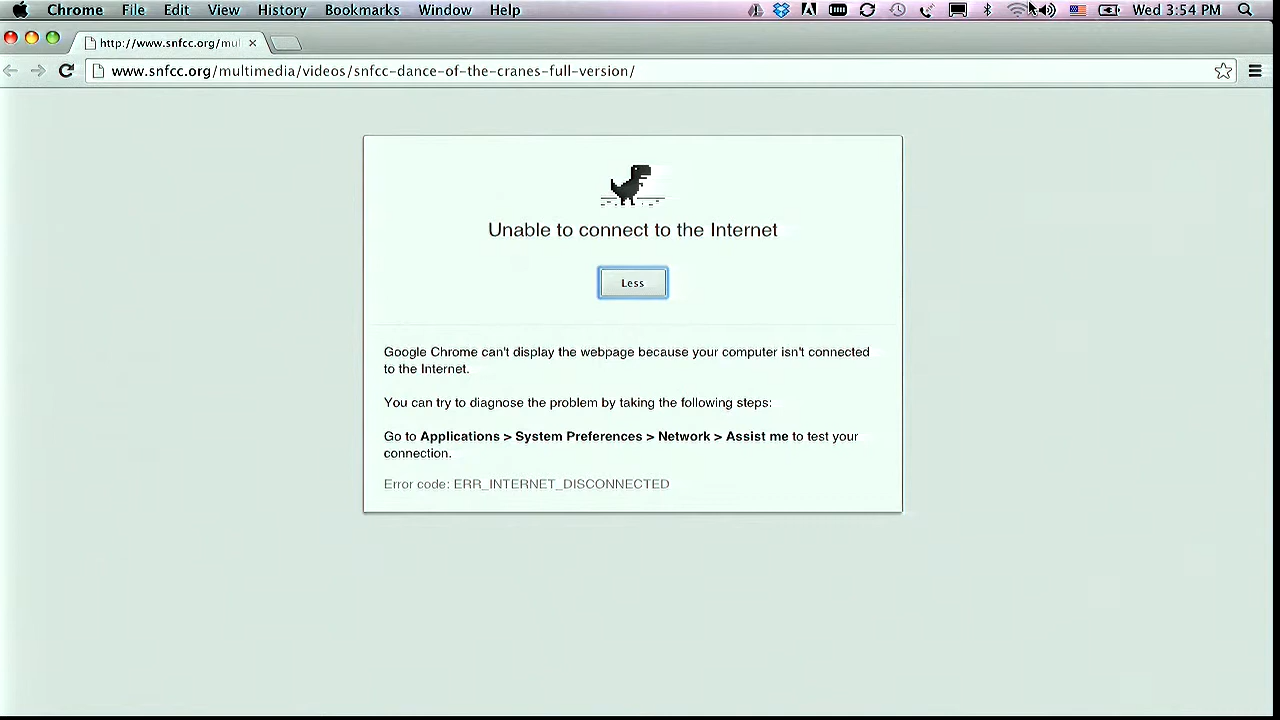 Chrome File Edit View History Bookmarks Window Help Wed 3:54 PM
http://www.snfcc.org/mul
www.snfcc.org/multimedia/videos/snfcc-dance-of-the-cranes-full-version/
Unable to connect to the Internet
Less
Google Chrome can't display the webpage because your computer isn't connected
to the Internet.
You can try to diagnose the problem by taking the following steps:
Go to Applications > System Preferences > Network > Assist me to test your
connection.
Error code: ERR_INTERNET_DISCONNECTED